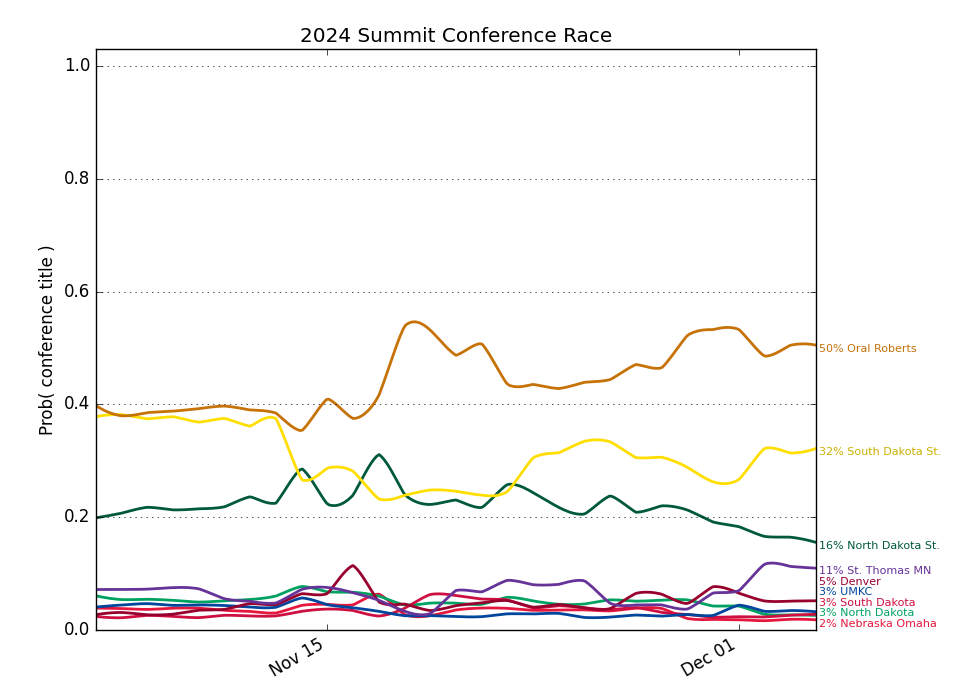 2024 Summit Conference Race
Prob( conference title )
1.0
0.8
0.6
0.4
0.2
0.0
Nov 15
Dec 01
50% Oral Roberts
32% South Dakota St.
16% North Dakota St.
11% St. Thomas MN
5% Denver
3% UMKC
3% South Dakota
3% North Dakota
2% Nebraska Omaha